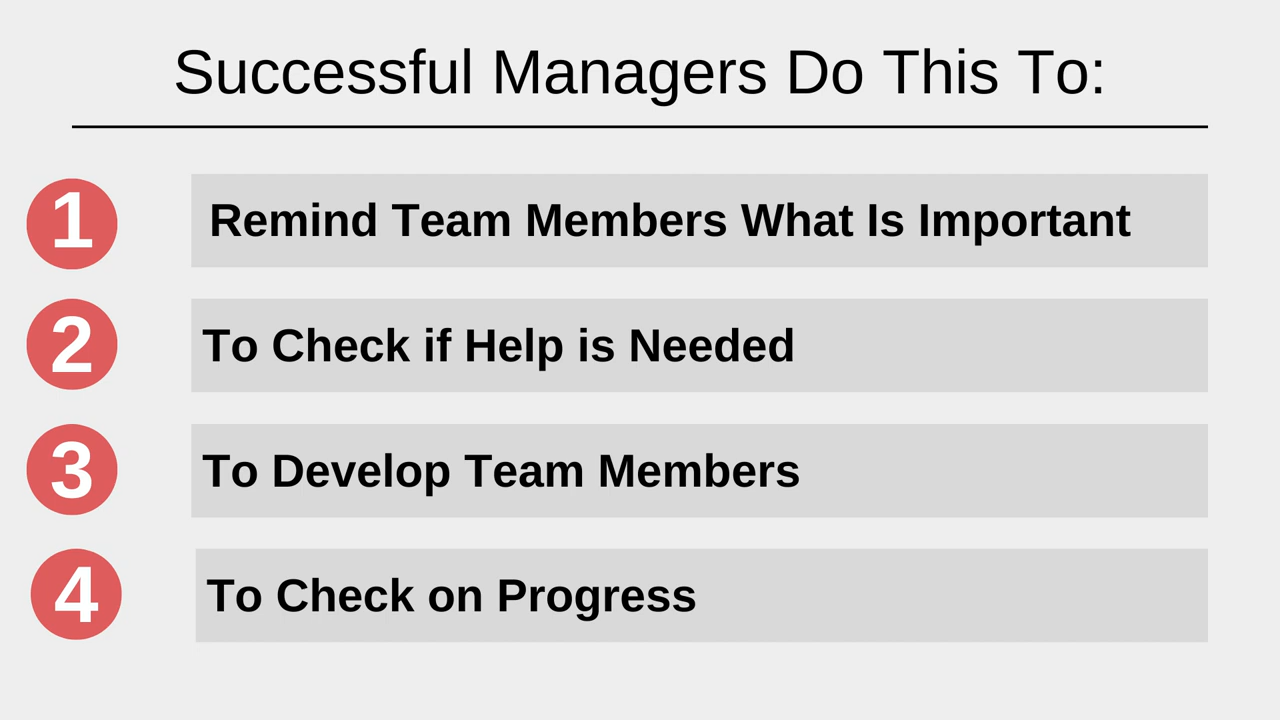 Successful Managers Do This To:
1 Remind Team Members What Is Important
2 To Check if Help is Needed
3 To Develop Team Members
4 To Check on Progress